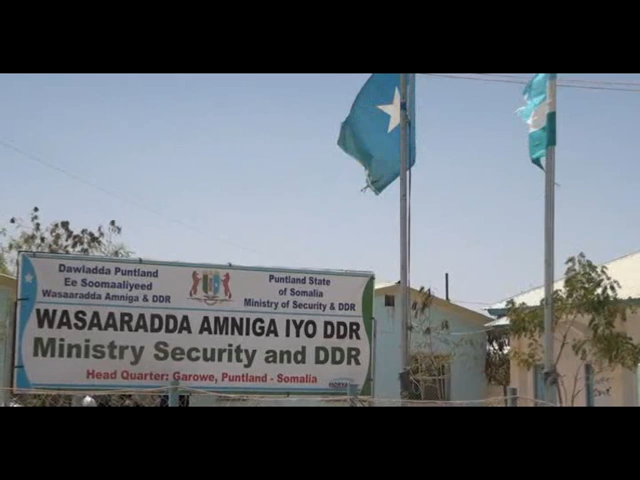 Dawladda Puntland
Ee Soomaaliyeed
Wasaaradda Amniga & DDR
Puntland State
of Somalia
Ministry of Security & DDR
WASAARADDA AMNIGA IYO DDR
Ministry Security and DDR
Head Quarter: Garowe, Puntland - Somalia